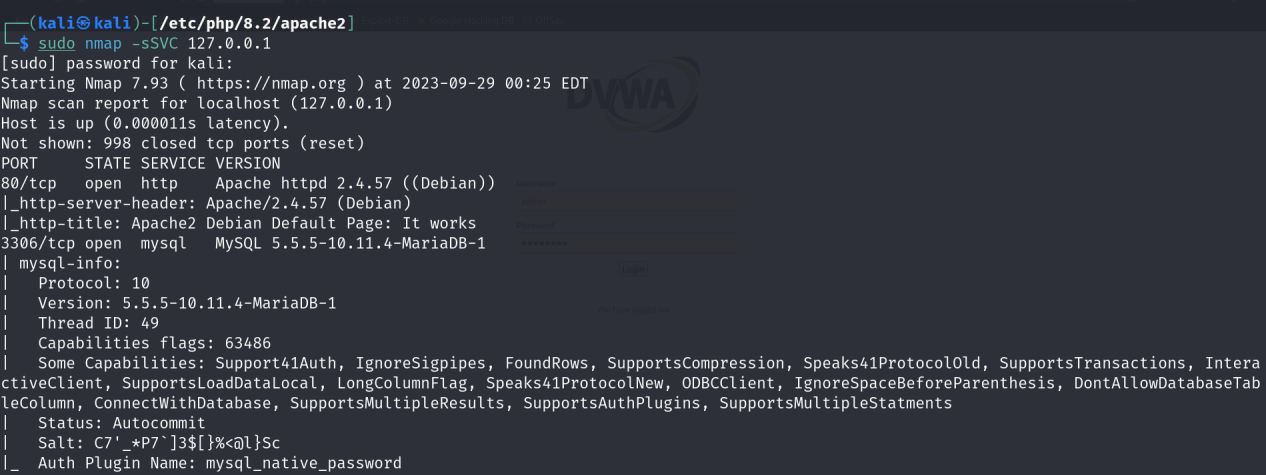 ┌──(kali㉿kali)-[/etc/php/8.2/apache2]
└─$ sudo nmap -sSVC 127.0.0.1
[sudo] password for kali:
Starting Nmap 7.93 ( https://nmap.org ) at 2023-09-29 00:25 EDT
Nmap scan report for localhost (127.0.0.1)
Host is up (0.000011s latency).
Not shown: 998 closed tcp ports (reset)
PORT     STATE SERVICE VERSION
80/tcp   open  http    Apache httpd 2.4.57 ((Debian))
|_http-server-header: Apache/2.4.57 (Debian)
|_http-title: Apache2 Debian Default Page: It works
3306/tcp open  mysql   MySQL 5.5.5-10.11.4-MariaDB-1
| mysql-info:
|   Protocol: 10
|   Version: 5.5.5-10.11.4-MariaDB-1
|   Thread ID: 49
|   Capabilities flags: 63486
|   Some Capabilities: Support41Auth, IgnoreSigpipes, FoundRows, SupportsCompression, Speaks41ProtocolOld, SupportsTransactions, Intera
ctiveClient, SupportsLoadDataLocal, LongColumnFlag, Speaks41ProtocolNew, ODBCClient, IgnoreSpaceBeforeParenthesis, DontAllowDatabaseTab
leColumn, ConnectWithDatabase, SupportsMultipleResults, SupportsAuthPlugins, SupportsMultipleStatments
|   Status: Autocommit
|   Salt: C7'_*P7`]3$[}%<@l}Sc
|_  Auth Plugin Name: mysql_native_password
DVWA
Password
Login